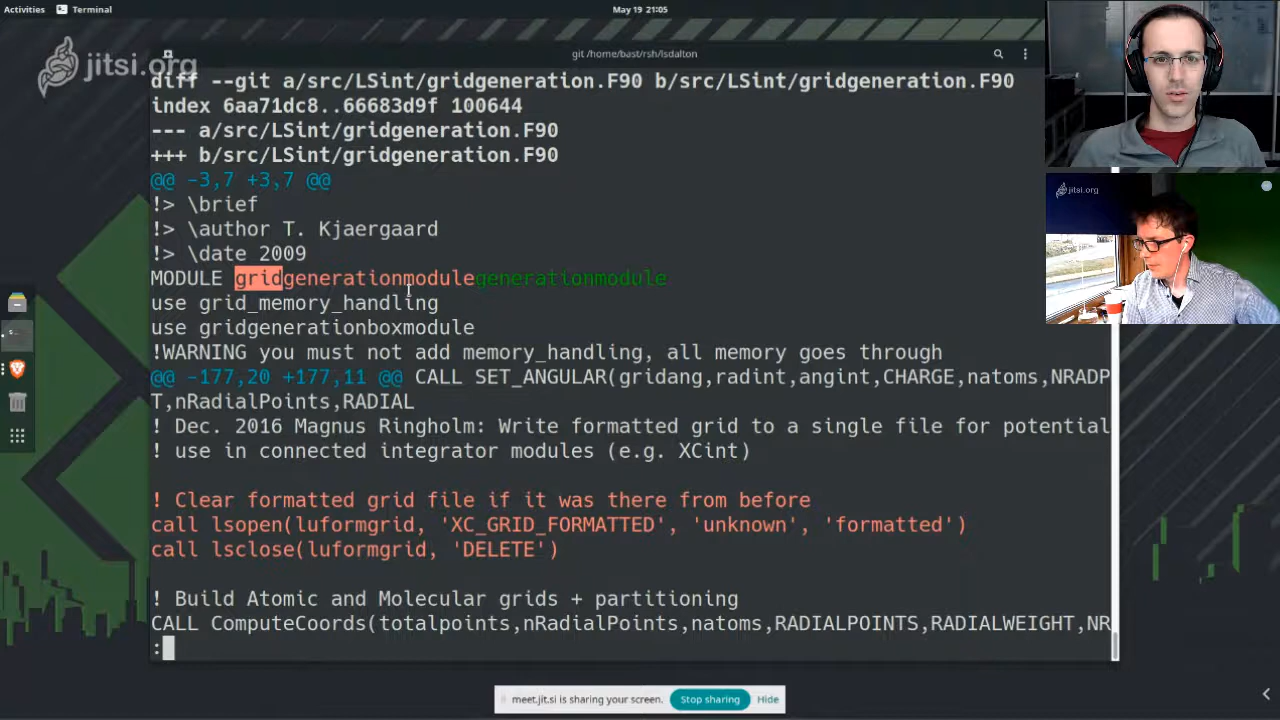 Activities Terminal May 19 21:05
jitsi.org
git /home/bast/rsh/lsdalton
diff --git a/src/LSint/gridgeneration.F90 b/src/LSint/gridgeneration.F90
index 6aa71dc8..66683d9f 100644
--- a/src/LSint/gridgeneration.F90
+++ b/src/LSint/gridgeneration.F90
@@ -3,7 +3,7 @@
!> \brief
!> \author T. Kjaergaard
!> \date 2009
MODULE gridgenerationmodulegenerationmodule
use grid_memory_handling
use gridgenerationboxmodule
!WARNING you must not add memory_handling, all memory goes through
@@ -177,20 +177,11 @@ CALL SET_ANGULAR(gridang,radint,angint,CHARGE,natoms,NRADP
T,nRadialPoints,RADIAL
! Dec. 2016 Magnus Ringholm: Write formatted grid to a single file for potential
! use in connected integrator modules (e.g. XCint)
! Clear formatted grid file if it was there from before
call lsopen(luformgrid, 'XC_GRID_FORMATTED', 'unknown', 'formatted')
call lsclose(luformgrid, 'DELETE')
! Build Atomic and Molecular grids + partitioning
CALL ComputeCoords(totalpoints,nRadialPoints,natoms,RADIALPOINTS,RADIALWEIGHT,NR
:
jitsi.org
meet.jit.si is sharing your screen. Stop sharing Hide